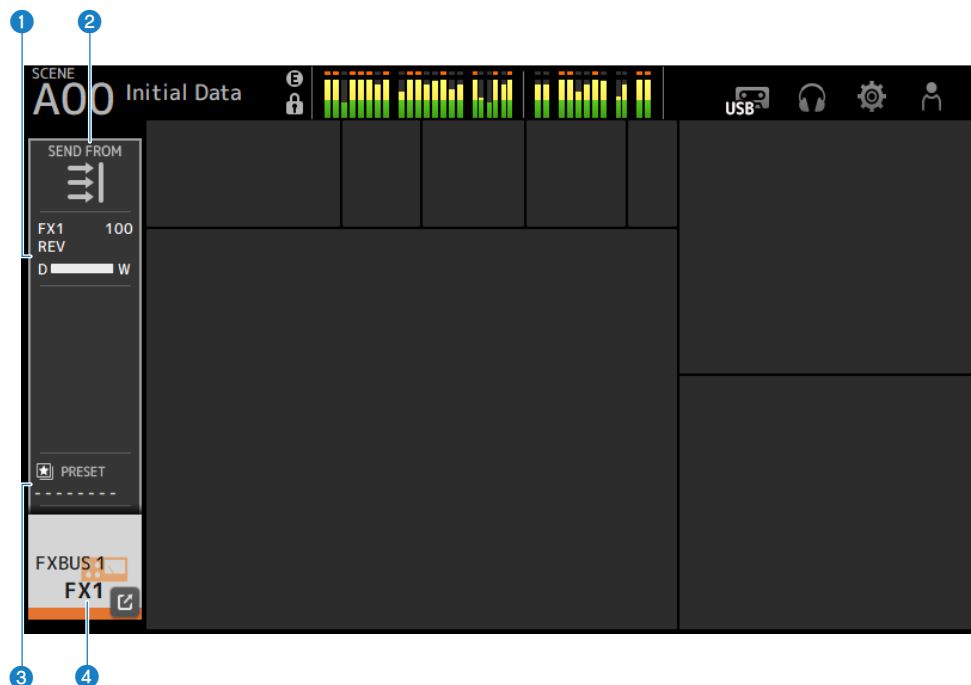 1 2
SCENE
A00 Initial Data
E
USB
SEND FROM
FX1 100
REV
D W
PRESET
--------
FXBUS 1
FX1
3 4